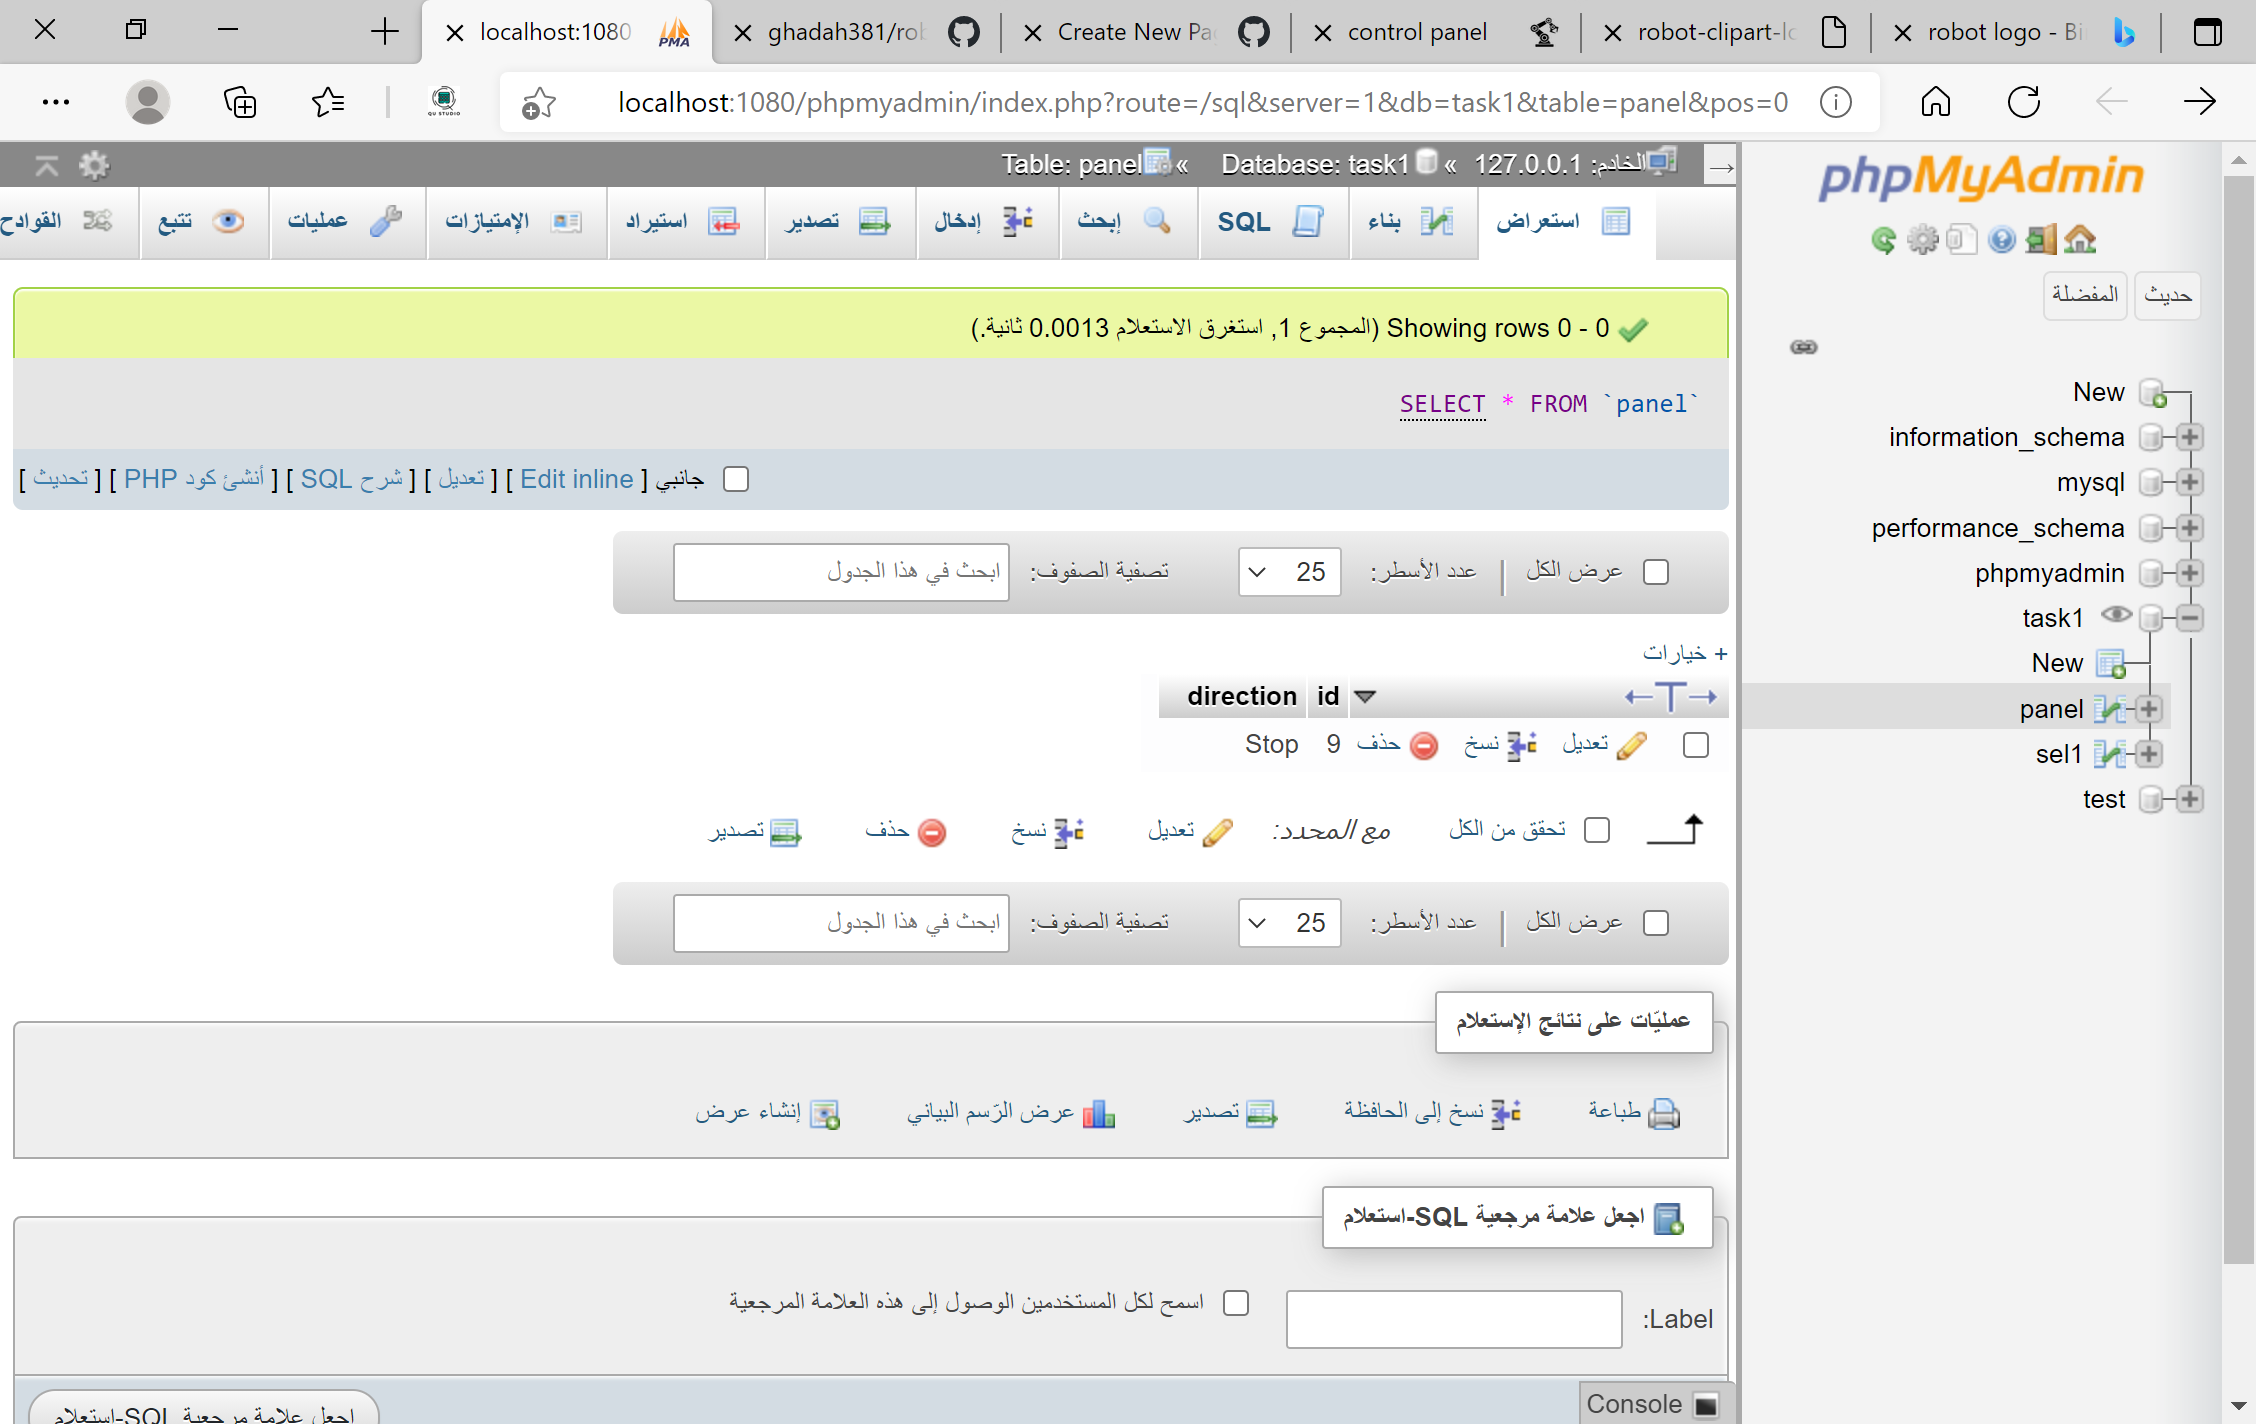 localhost:1080
ghadah381/rob
Create New Pa
control panel
robot-clipart-lo
robot logo - Bi
QU STUDIO
localhost:1080/phpmyadmin/index.php?route=/sql&server=1&db=task1&table=panel&pos=0
الخادم: 127.0.0.1 » Database: task1 » Table: panel
استعراض بناء SQL إبحث إدخال تصدير استيراد الإمتيازات عمليات تتبع القوادح
Showing rows 0 - 0 (المجموع 1, استغرق الاستعلام 0.0013 ثانية.)
SELECT * FROM `panel`
جانبي [ Edit inline ] [ تعديل ] [ شرح SQL ] [ أنشئ كود PHP ] [ تحديث ]
عرض الكل | عدد الأسطر: 25 تصفية الصفوف: ابحث في هذا الجدول
+ خيارات
←T→ id direction
تعديل نسخ حذف 9 Stop
تحقق من الكل مع المحدد: تعديل نسخ حذف تصدير
عرض الكل | عدد الأسطر: 25 تصفية الصفوف: ابحث في هذا الجدول
عمليّات على نتائج الإستعلام
طباعة نسخ إلى الحافظة تصدير عرض الرّسم البياني إنشاء عرض
اجعل علامة مرجعية SQL-استعلام
Label: اسمح لكل المستخدمين الوصول إلى هذه العلامة المرجعية
اجعل علامة مرجعية SQL-استعلام
Console
phpMyAdmin
حديث المفضلة
New
information_schema
mysql
performance_schema
phpmyadmin
task1
New
panel
sel1
test